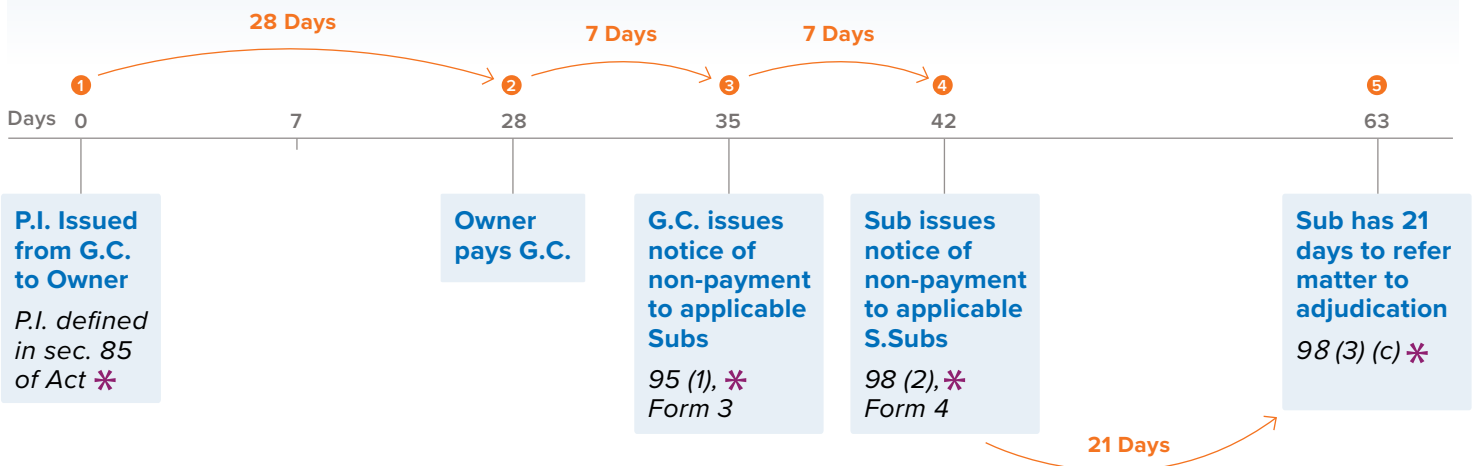 28 Days
7 Days
7 Days
1
2
3
4
5
Days 0 7 28 35 42 63
P.I. Issued
from G.C.
to Owner
P.I. defined
in sec. 85
of Act *
Owner
pays G.C.
G.C. issues
notice of
non-payment
to applicable
Subs
95 (1), *
Form 3
Sub issues
notice of
non-payment
to applicable
S.Subs
98 (2), *
Form 4
Sub has 21
days to refer
matter to
adjudication
98 (3) (c) *
21 Days